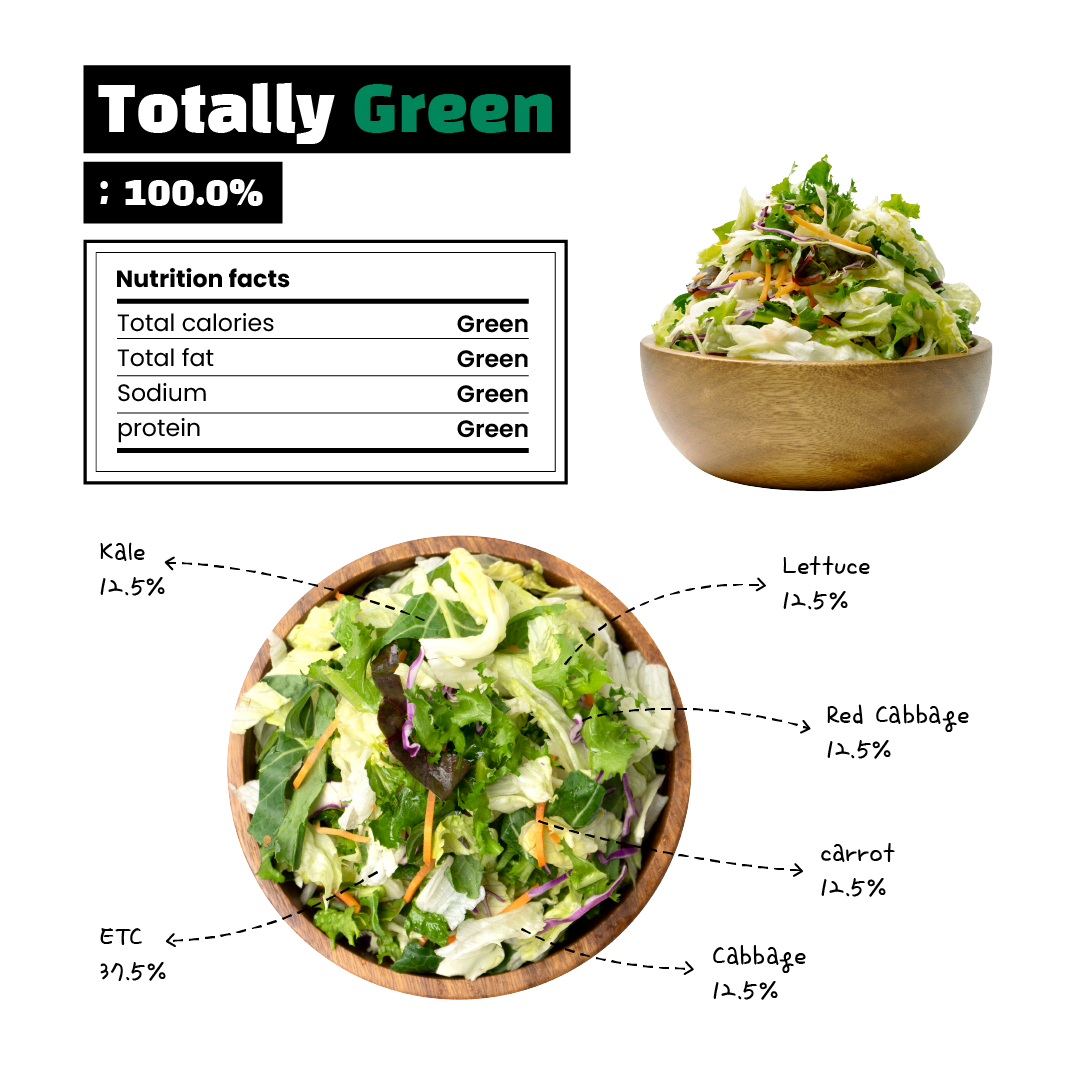 Totally Green
: 100.0%
Nutrition facts
Total calories Green
Total fat Green
Sodium Green
protein Green
Kale
12.5%
Lettuce
12.5%
Red Cabbage
12.5%
carrot
12.5%
ETC
37.5%
Cabbage
12.5%